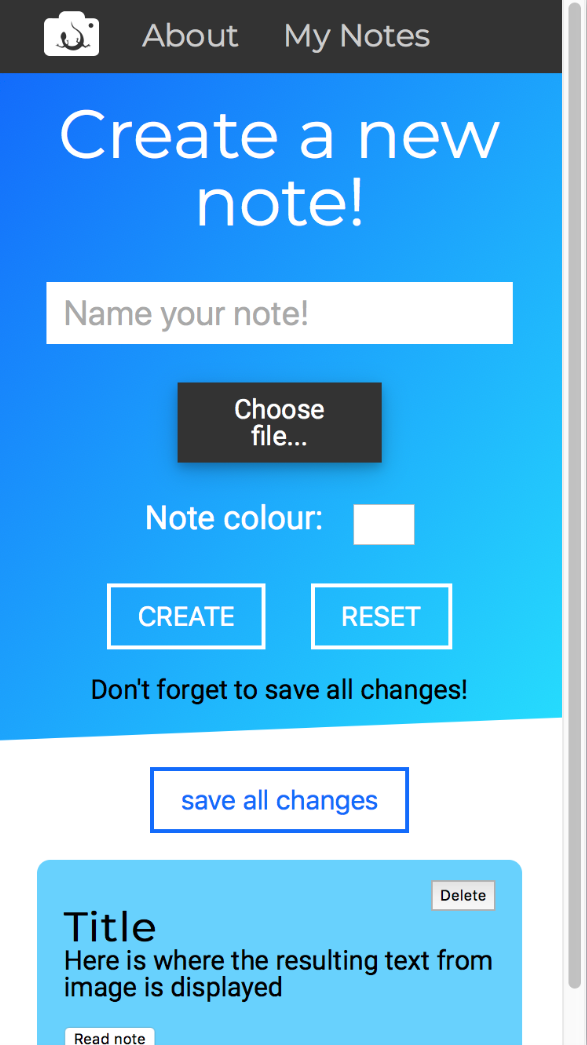 About My Notes
Create a new
note!
Name your note!
Choose
file...
Note colour:
CREATE RESET
Don't forget to save all changes!
save all changes
Delete
Title
Here is where the resulting text from
image is displayed
Read note